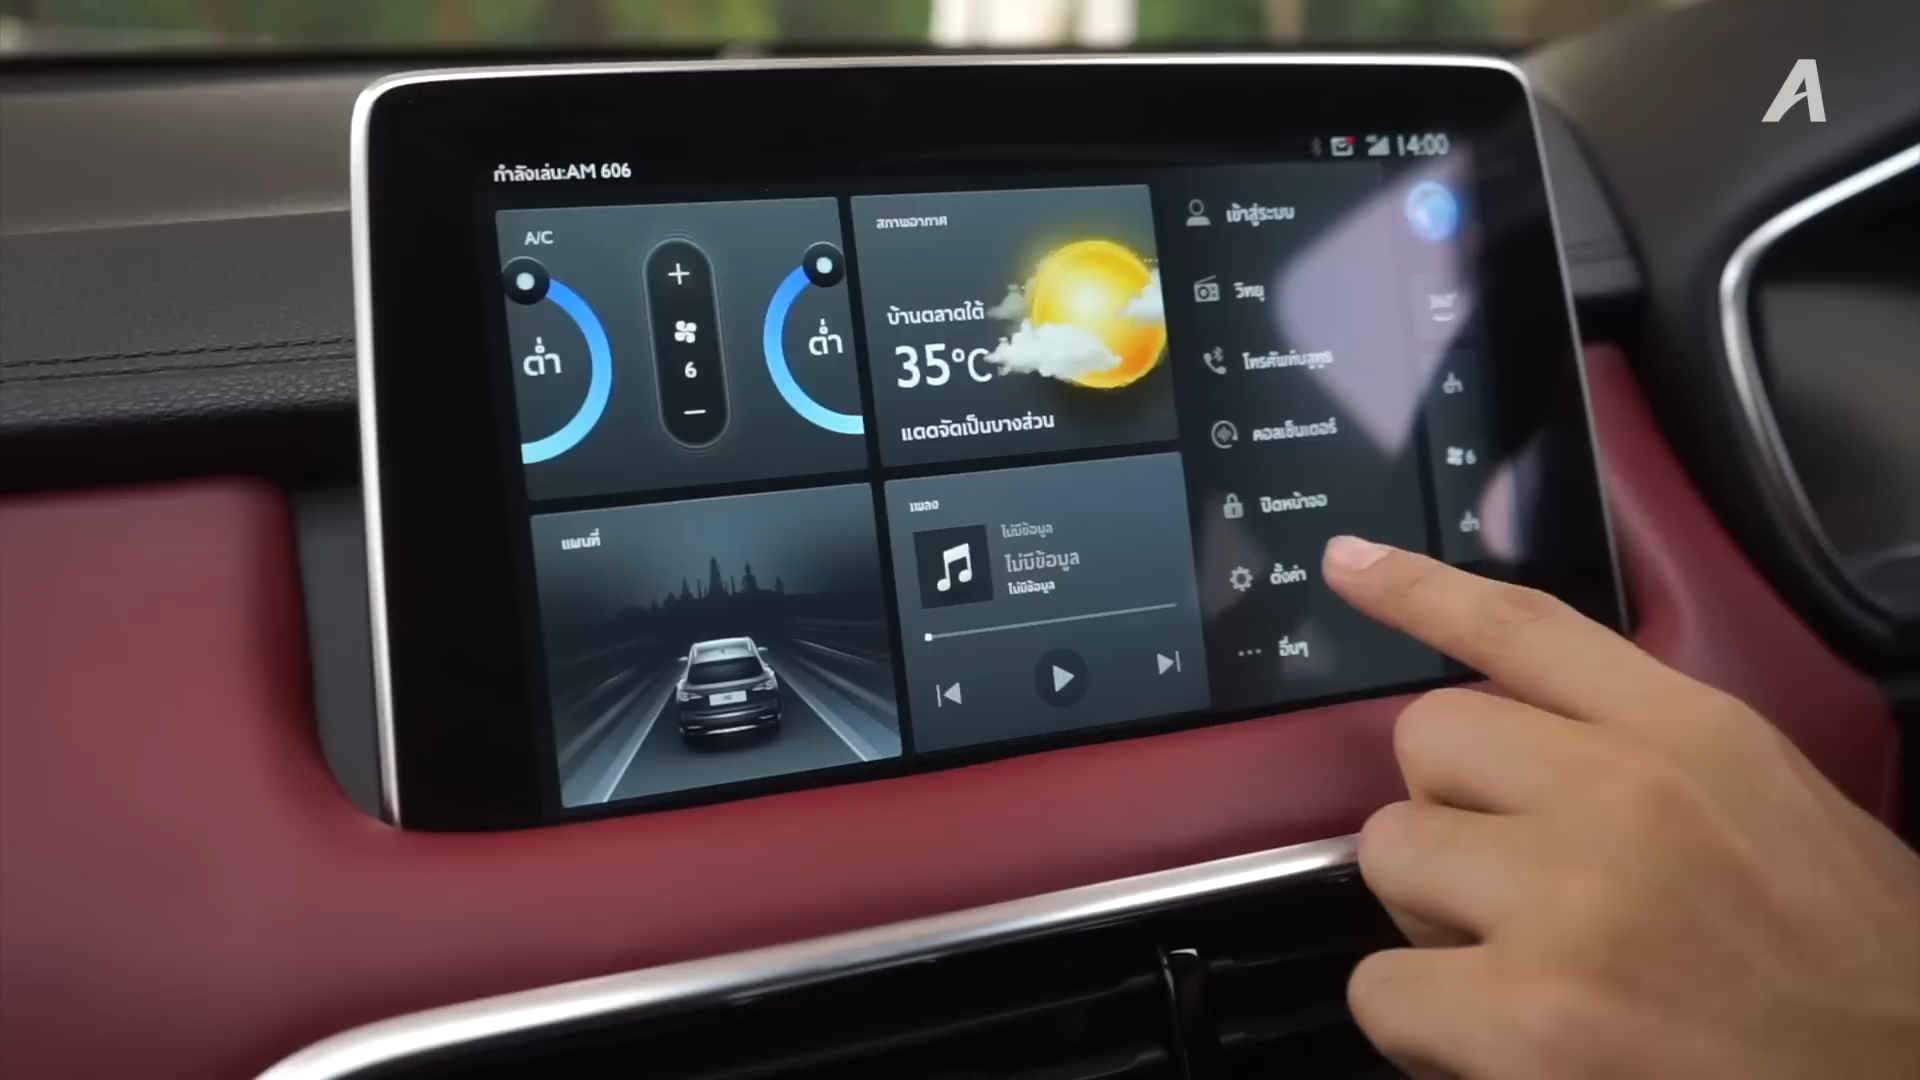 14:00
กำลังเล่น:AM 606
A/C
ต่ำ
6
ต่ำ
สภาพอากาศ
บ้านตลาดใต้
35°C
แดดจัดเป็นบางส่วน
แผนที่
เพลง
ไม่มีข้อมูล
ไม่มีข้อมูล
ไม่มีข้อมูล
เข้าสู่ระบบ
วิทยุ
โทรศัพท์บลูทูธ
คอลเซ็นเตอร์
ปิดหน้าจอ
ตั้งค่า
อื่นๆ
360°
ต่ำ
6
ต่ำ